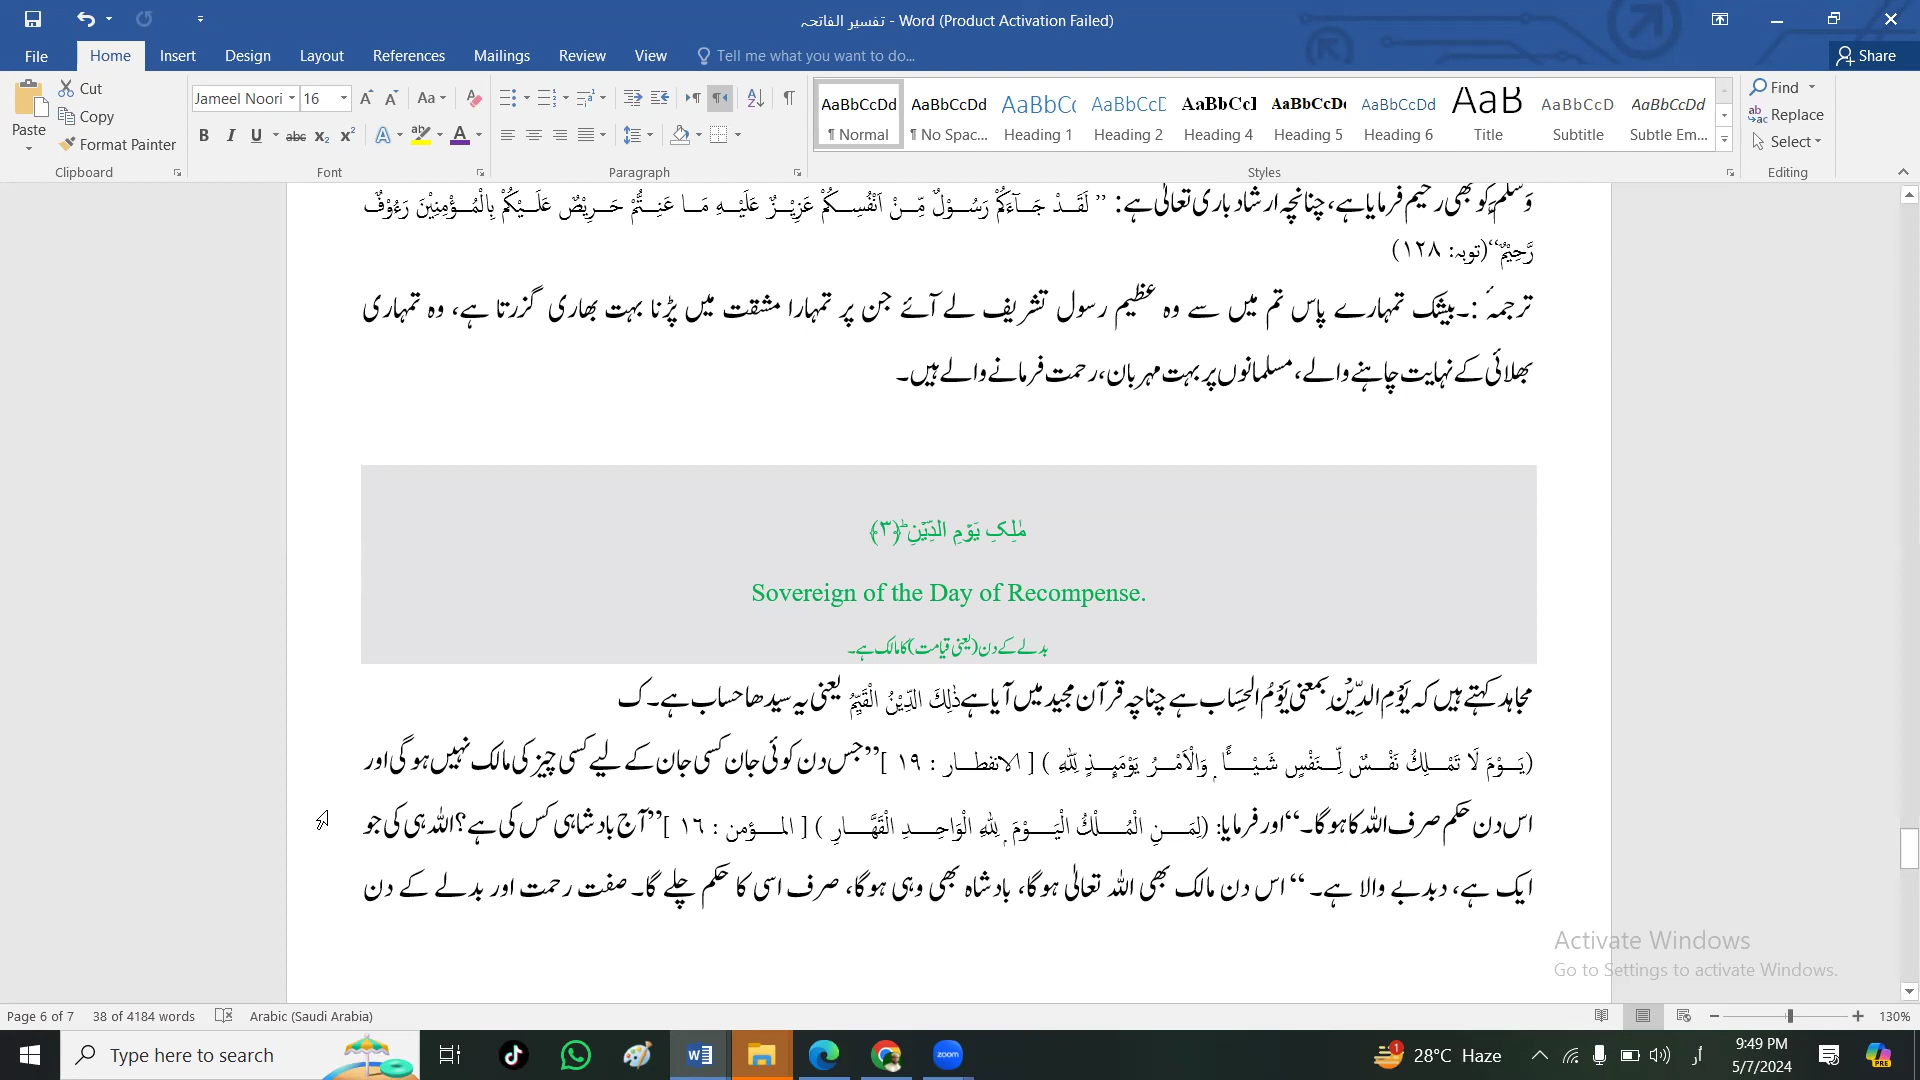 تفسیر الفاتحہ - Word (Product Activation Failed)
File Home Insert Design Layout References Mailings Review View Tell me what you want to do... Share
Paste Cut Copy Format Painter
Jameel Noori 16 Aa
AaBbCcDd AaBbCcDd AaBbCc AaBbCcD AaBbCcI AaBbCcDd AaBbCcDd AaB AaBbCcD AaBbCcDd
¶ Normal ¶ No Spac... Heading 1 Heading 2 Heading 4 Heading 5 Heading 6 Title Subtitle Subtle Em...
Find Replace Select
Clipboard Font Paragraph Styles Editing
وَسلم کو بھی رحیم فرمایا ہے، چنانچہ ارشاد باری تعالیٰ ہے: ” لَقَدْ جَآءَكُمْ رَسُوْلٌ مِّنْ اَنْفُسِكُمْ عَزِيْزٌ عَلَيْهِ مَا عَنِتُّمْ حَرِيْصٌ عَلَيْكُمْ بِالْمُؤْمِنِيْنَ رَءُوْفٌ
رَّحِيْمٌ“(توبہ: ۱۲۸)
ترجمہٗ :۔بیشک تمہارے پاس تم میں سے وہ عظیم رسول تشریف لے آئے جن پر تمہارا مشقت میں پڑنا بہت بھاری گزرتا ہے، وہ تمہاری
بھلائی کے نہایت چاہنے والے، مسلمانوں پر بہت مہربان، رحمت فرمانے والے ہیں۔
مٰلِكِ يَوْمِ الدِّيْنِؕ﴿۳﴾
Sovereign of the Day of Recompense.
بدلے کے دن (یعنی قیامت) کا مالک ہے۔
مجاہد کہتے ہیں کہ يَوْمِ الدِّيْن بمعنی يَوْمُ الحِسَاب ہے چناچہ قرآن مجید میں آیا ہے ذٰلِكَ الدِّيْنُ الْقَيِّمُ یعنی یہ سیدھا حساب ہے۔ ک
(يَوْمَ لَا تَمْلِكُ نَفْسٌ لِّنَفْسٍ شَيْـــًٔا ۭ وَالْاَمْرُ يَوْمَىِٕذٍ لِّلّٰهِ ) [ الانفطار : ۱۹ ]’’جس دن کوئی جان کسی جان کے لیے کسی چیز کی مالک نہیں ہوگی اور
اس دن حکم صرف اللہ کا ہوگا۔‘‘ اور فرمایا: (لِمَنِ الْمُلْكُ الْيَوْمَ ۭ لِلّٰهِ الْوَاحِدِ الْقَهَّارِ ) [ المؤمن : ۱۶ ]’’آج بادشاہی کس کی ہے؟ اللہ ہی کی جو
ایک ہے، دبدبے والا ہے۔ ‘‘ اس دن مالک بھی اللہ تعالیٰ ہوگا، بادشاہ بھی وہی ہوگا، صرف اسی کا حکم چلے گا۔ صفت رحمت اور بدلے کے دن
Activate Windows
Go to Settings to activate Windows.
Page 6 of 7 38 of 4184 words Arabic (Saudi Arabia) 130%
Type here to search zoom 28°C Haze 9:49 PM
5/7/2024